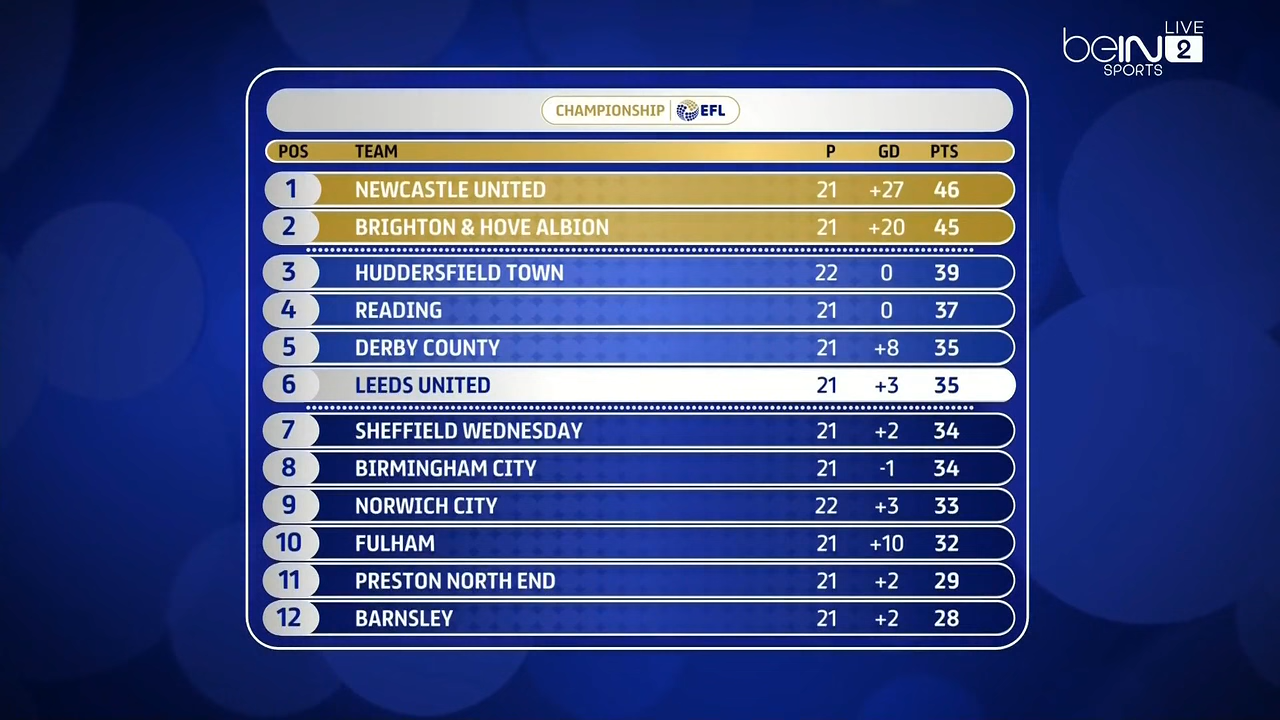 LIVE
beIN 2
SPORTS
CHAMPIONSHIP EFL
POS TEAM P GD PTS
1 NEWCASTLE UNITED 21 +27 46
2 BRIGHTON & HOVE ALBION 21 +20 45
3 HUDDERSFIELD TOWN 22 0 39
4 READING 21 0 37
5 DERBY COUNTY 21 +8 35
6 LEEDS UNITED 21 +3 35
7 SHEFFIELD WEDNESDAY 21 +2 34
8 BIRMINGHAM CITY 21 -1 34
9 NORWICH CITY 22 +3 33
10 FULHAM 21 +10 32
11 PRESTON NORTH END 21 +2 29
12 BARNSLEY 21 +2 28